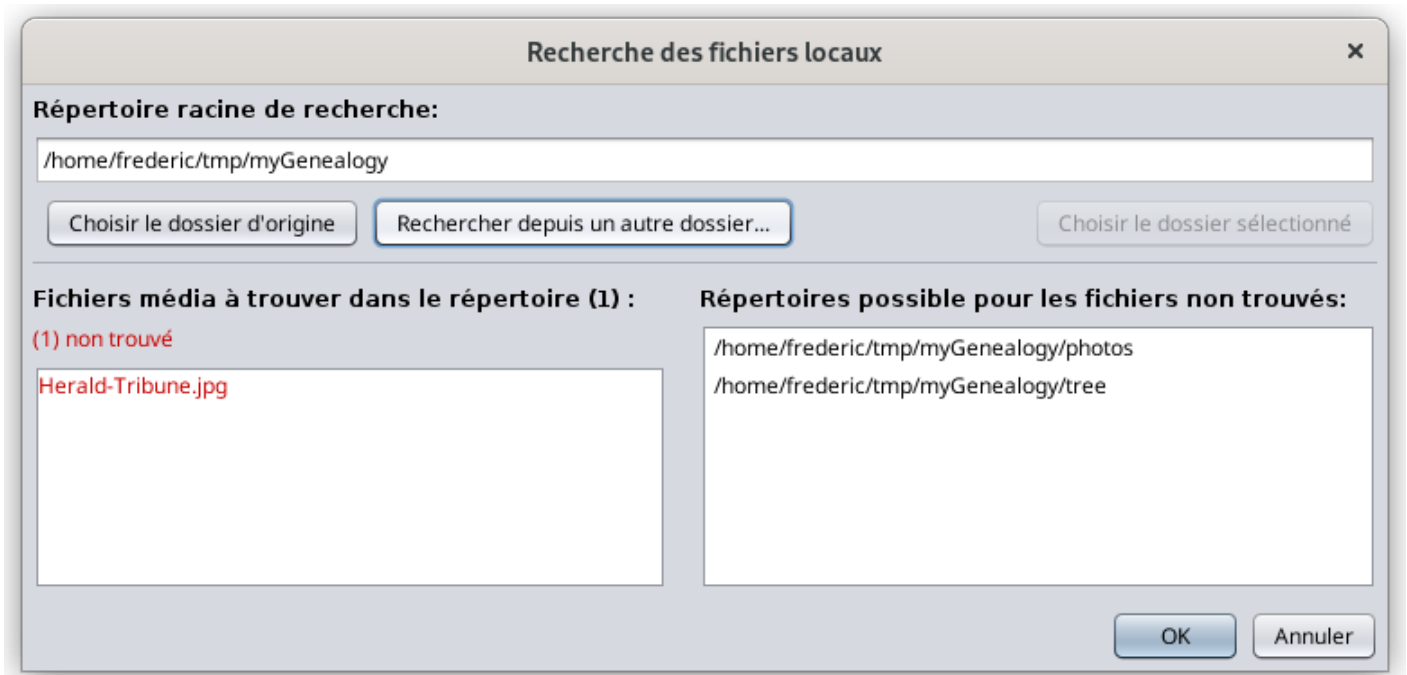 Recherche des fichiers locaux ×
Répertoire racine de recherche:
/home/frederic/tmp/myGenealogy
Choisir le dossier d'origine Rechercher depuis un autre dossier... Choisir le dossier sélectionné
Fichiers média à trouver dans le répertoire (1) :
(1) non trouvé
Herald-Tribune.jpg
Répertoires possible pour les fichiers non trouvés:
/home/frederic/tmp/myGenealogy/photos
/home/frederic/tmp/myGenealogy/tree
OK Annuler